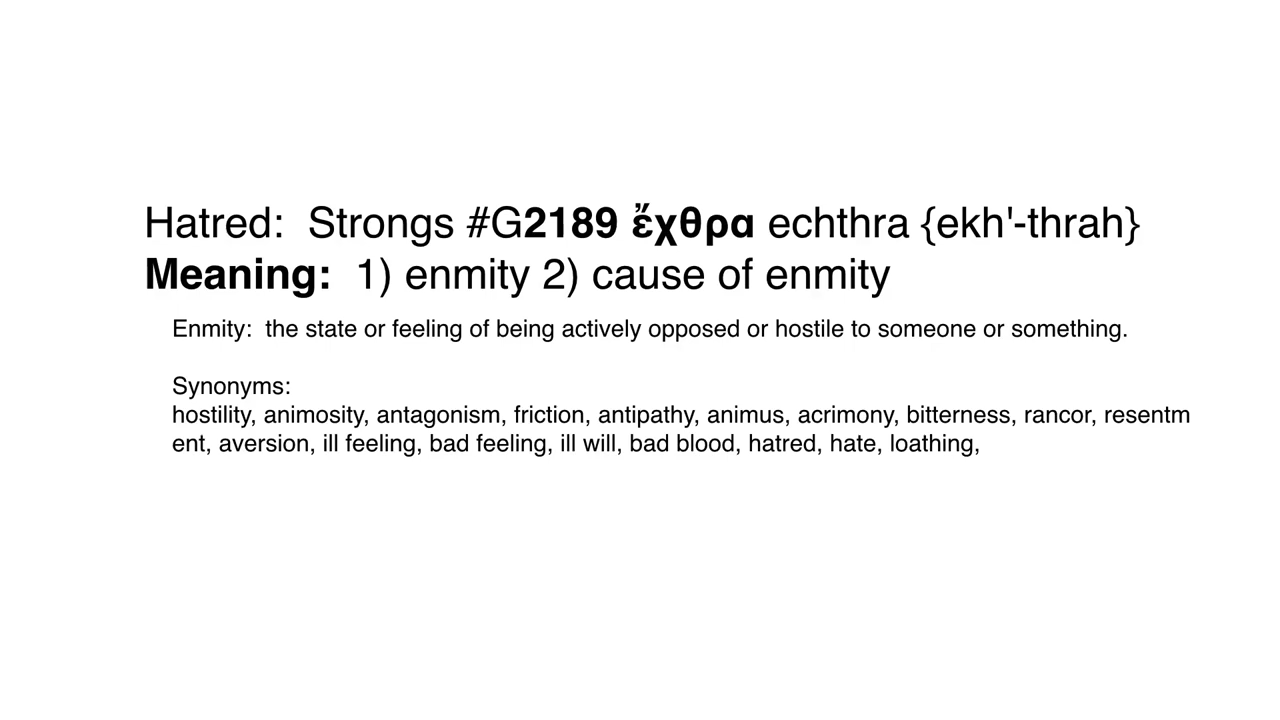 Hatred:  Strongs #G2189 ἔχθρα echthra {ekh'-thrah}
Meaning:  1) enmity 2) cause of enmity
Enmity:  the state or feeling of being actively opposed or hostile to someone or something.
Synonyms:
hostility, animosity, antagonism, friction, antipathy, animus, acrimony, bitterness, rancor, resentm
ent, aversion, ill feeling, bad feeling, ill will, bad blood, hatred, hate, loathing,